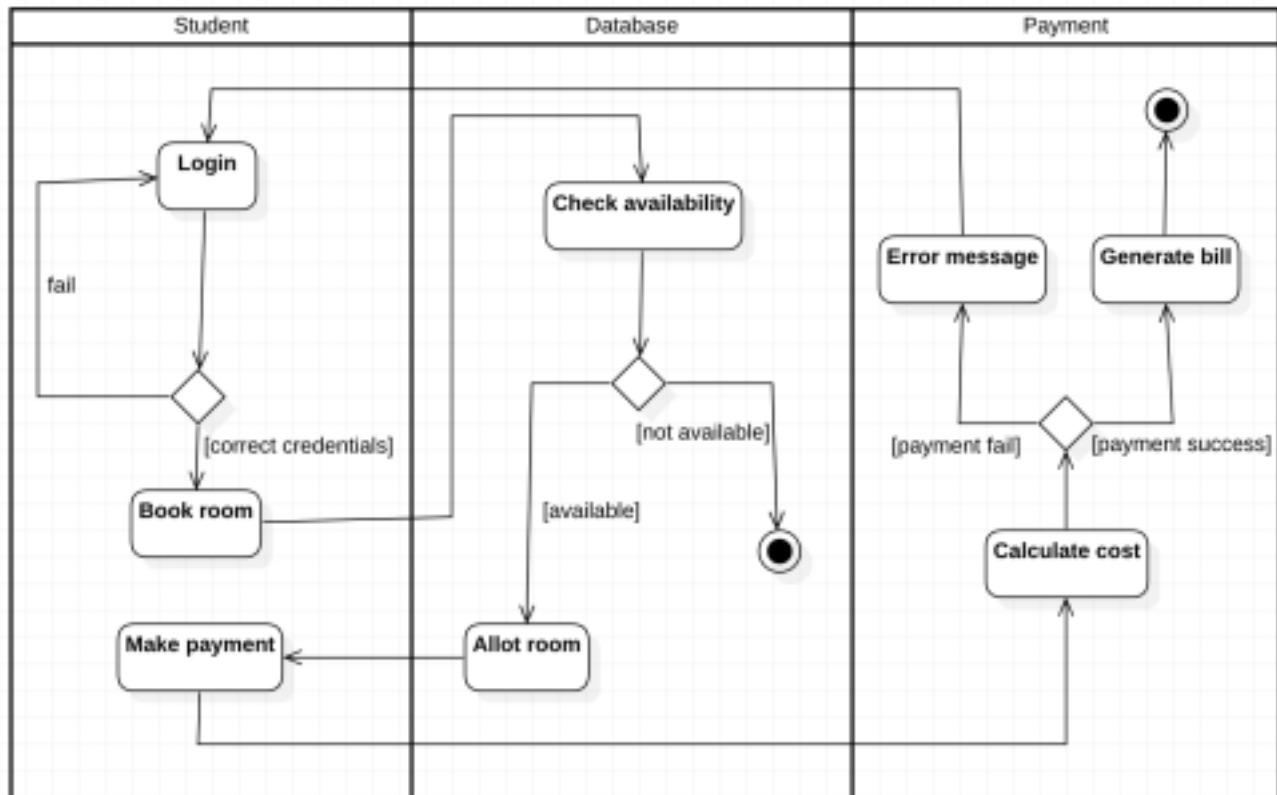 Student
Database
Payment
Login
Check availability
Error message
Generate bill
fail
[correct credentials]
[not available]
[payment fail]
[payment success]
Book room
[available]
Calculate cost
Make payment
Allot room